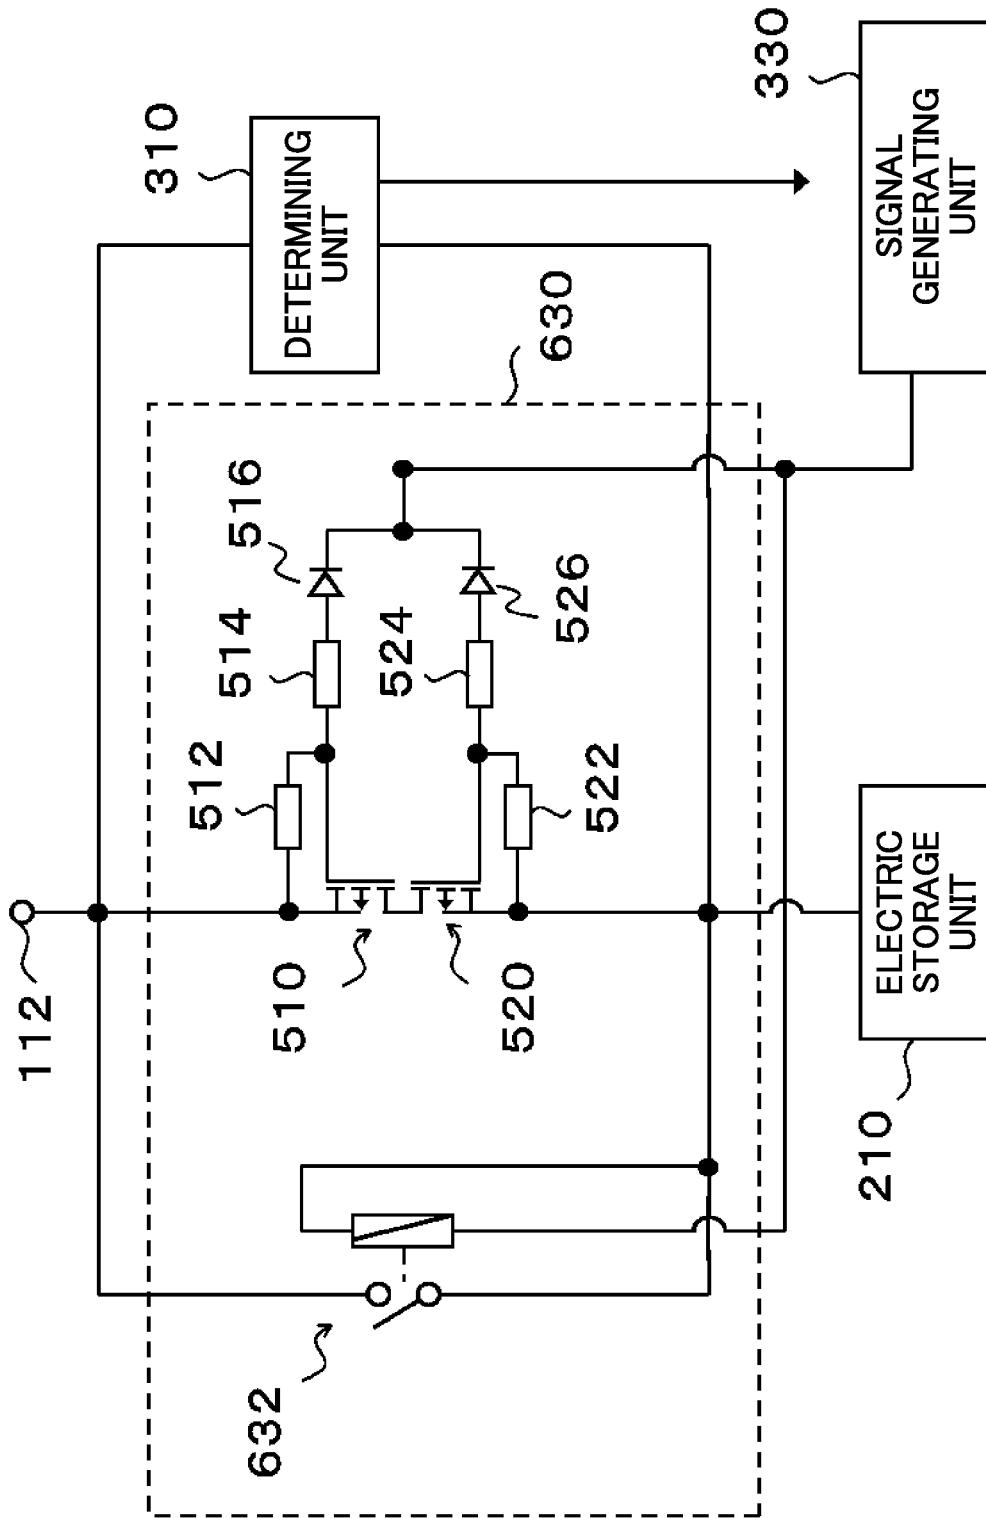 112
632
510
520
512
522
514
524
516
526
630
310
DETERMINING
UNIT
210
ELECTRIC
STORAGE
UNIT
330
SIGNAL
GENERATING
UNIT